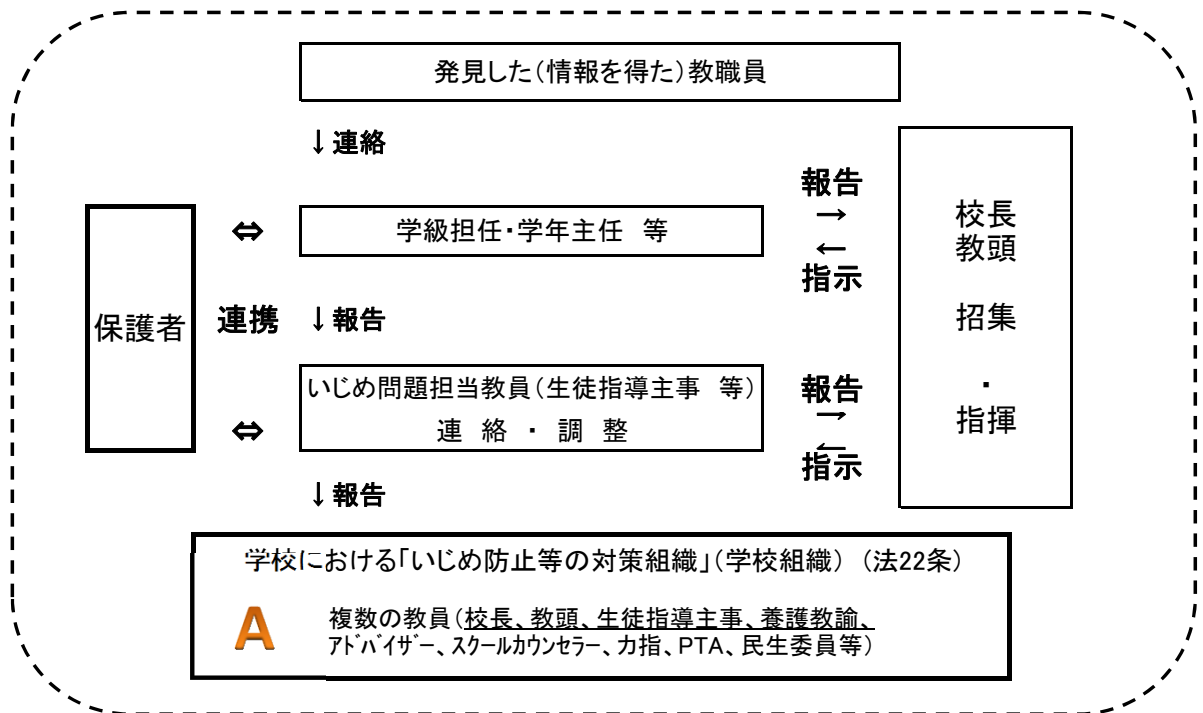 発見した(情報を得た)教職員
↓連絡
報告
→
←
指示
学級担任・学年主任 等
⇔
校長
教頭
招集
・
指揮
保護者
連携
↓報告
いじめ問題担当教員(生徒指導主事 等)
連 絡 ・ 調 整
⇔
報告
→
←
指示
↓報告
学校における「いじめ防止等の対策組織」(学校組織) (法22条)
A
複数の教員(校長、教頭、生徒指導主事、養護教諭、
アドバイザー、スクールカウンセラー、力指、PTA、民生委員等)